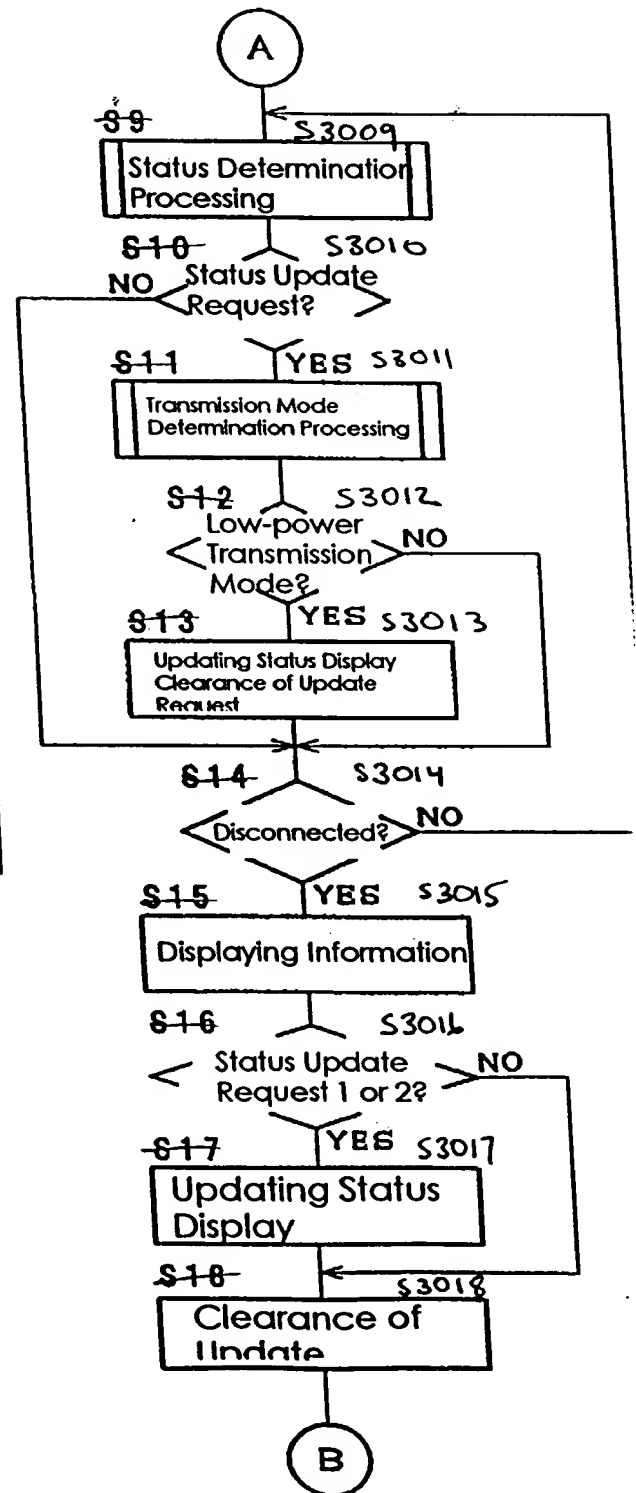 A
S9 S3009
Status Determination
Processing
S10 S3010
NO Status Update
Request?
S11 YES S3011
Transmission Mode
Determination Processing
S12 S3012
Low-power NO
Transmission
Mode?
S13 YES S3013
Updating Status Display
Clearance of Update
Request
S14 S3014
Disconnected? NO
S15 YES S3015
Displaying Information
S16 S3016
Status Update NO
Request 1 or 2?
S17 YES S3017
Updating Status
Display
S18 S3018
Clearance of
Update
B